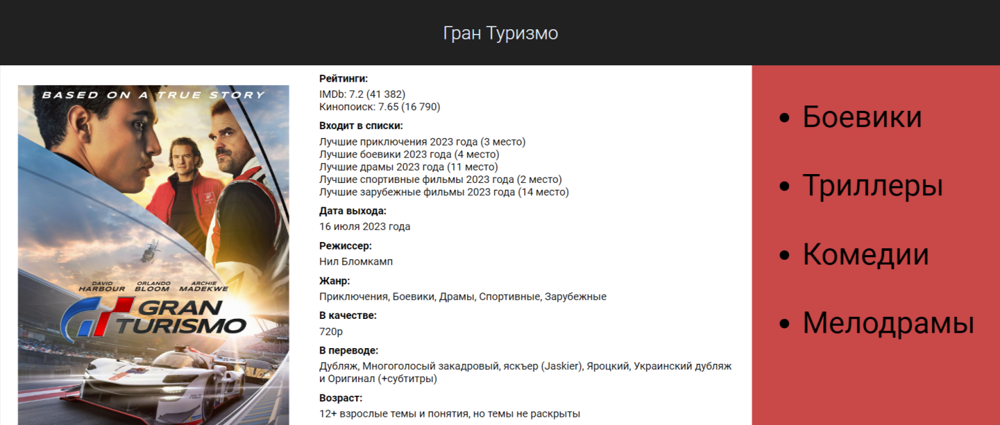 Гран Туризмо
BASED ON A TRUE STORY
DAVID HARBOUR ORLANDO BLOOM ARCHIE MADEKWE
GRAN
TURISMO
Рейтинги:
IMDb: 7.2 (41 382)
Кинопоиск: 7.65 (16 790)
Входит в списки:
Лучшие приключения 2023 года (3 место)
Лучшие боевики 2023 года (4 место)
Лучшие драмы 2023 года (11 место)
Лучшие спортивные фильмы 2023 года (2 место)
Лучшие зарубежные фильмы 2023 года (14 место)
Дата выхода:
16 июля 2023 года
Режиссер:
Нил Бломкамп
Жанр:
Приключения, Боевики, Драмы, Спортивные, Зарубежные
В качестве:
720p
В переводе:
Дубляж, Многоголосый закадровый, яскъер (Jaskier), Яроцкий, Украинский дубляж
и Оригинал (+субтитры)
Возраст:
12+ взрослые темы и понятия, но темы не раскрыты
• Боевики
• Триллеры
• Комедии
• Мелодрамы